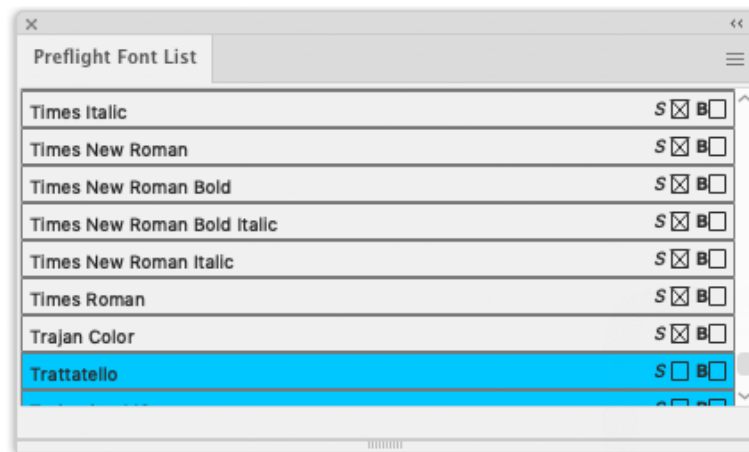 Preflight Font List
Times Italic S B
Times New Roman S B
Times New Roman Bold S B
Times New Roman Bold Italic S B
Times New Roman Italic S B
Times Roman S B
Trajan Color S B
Trattatello S B